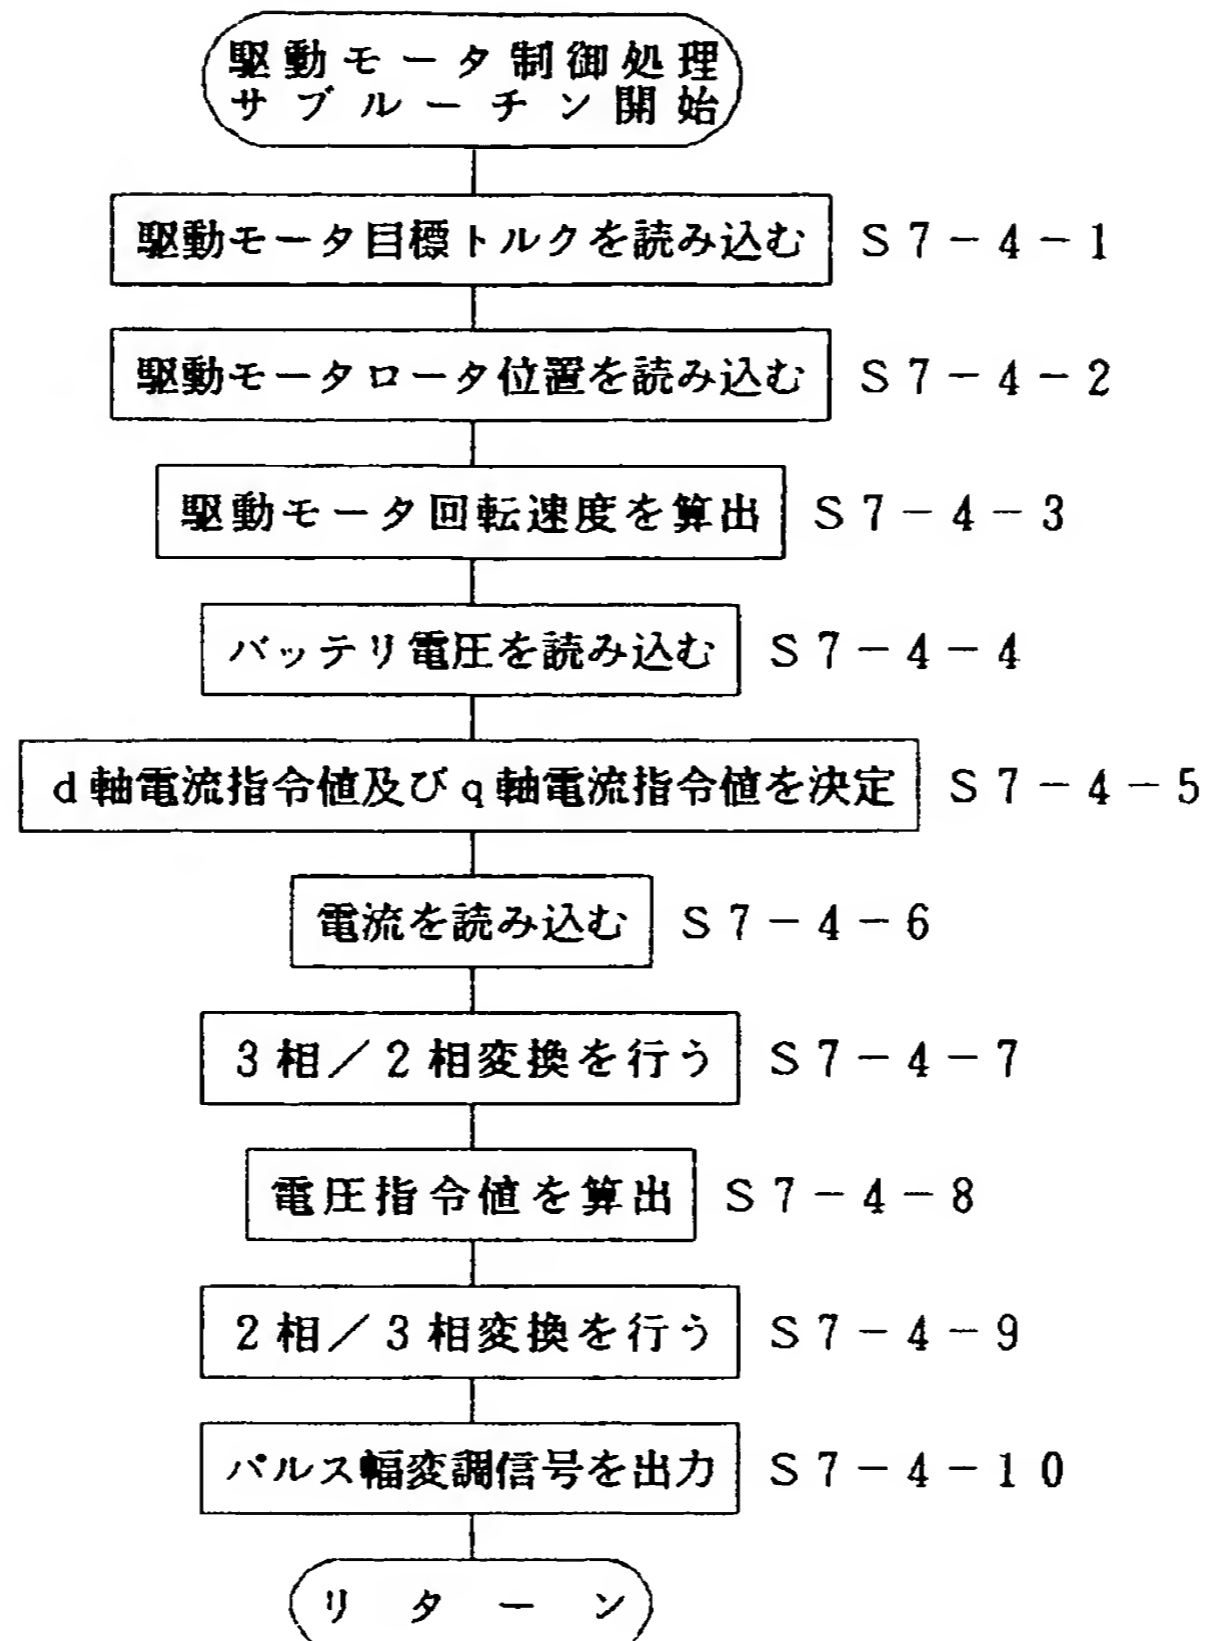 駆動モータ制御処理
サブルーチン開始
駆動モータ目標トルクを読み込む S7-4-1
駆動モータロータ位置を読み込む S7-4-2
駆動モータ回転速度を算出 S7-4-3
バッテリ電圧を読み込む S7-4-4
d軸電流指令値及びq軸電流指令値を決定 S7-4-5
電流を読み込む S7-4-6
3相/2相変換を行う S7-4-7
電圧指令値を算出 S7-4-8
2相/3相変換を行う S7-4-9
パルス幅変調信号を出力 S7-4-10
リターン